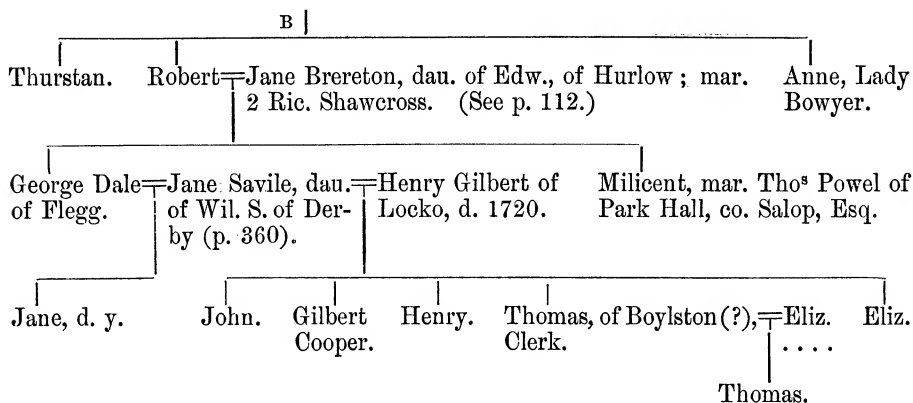 B
Thurstan. Robert=Jane Brereton, dau. of Edw., of Hurlow; mar. Anne, Lady
2 Ric. Shawcross. (See p. 112.) Bowyer.
George Dale=Jane Savile, dau.=Henry Gilbert of Milicent, mar. Thoˢ Powel of
of Flegg. of Wil. S. of Der- Locko, d. 1720. Park Hall, co. Salop, Esq.
by (p. 360).
Jane, d. y. John. Gilbert Henry. Thomas, of Boylston (?),=Eliz. Eliz.
Cooper. Clerk. . . . .
Thomas.